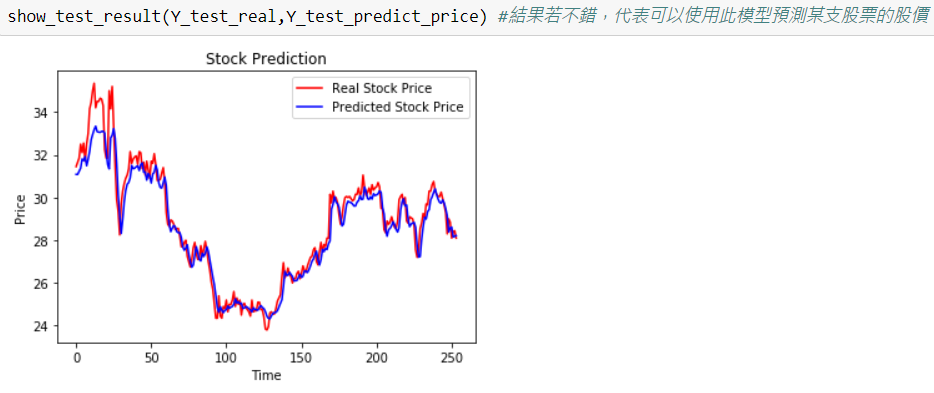 show_test_result(Y_test_real,Y_test_predict_price) #結果若不錯，代表可以使用此模型預測某支股票的股價
Stock Prediction
Real Stock Price
Predicted Stock Price
Price
34
32
30
28
26
24
0 50 100 150 200 250
Time